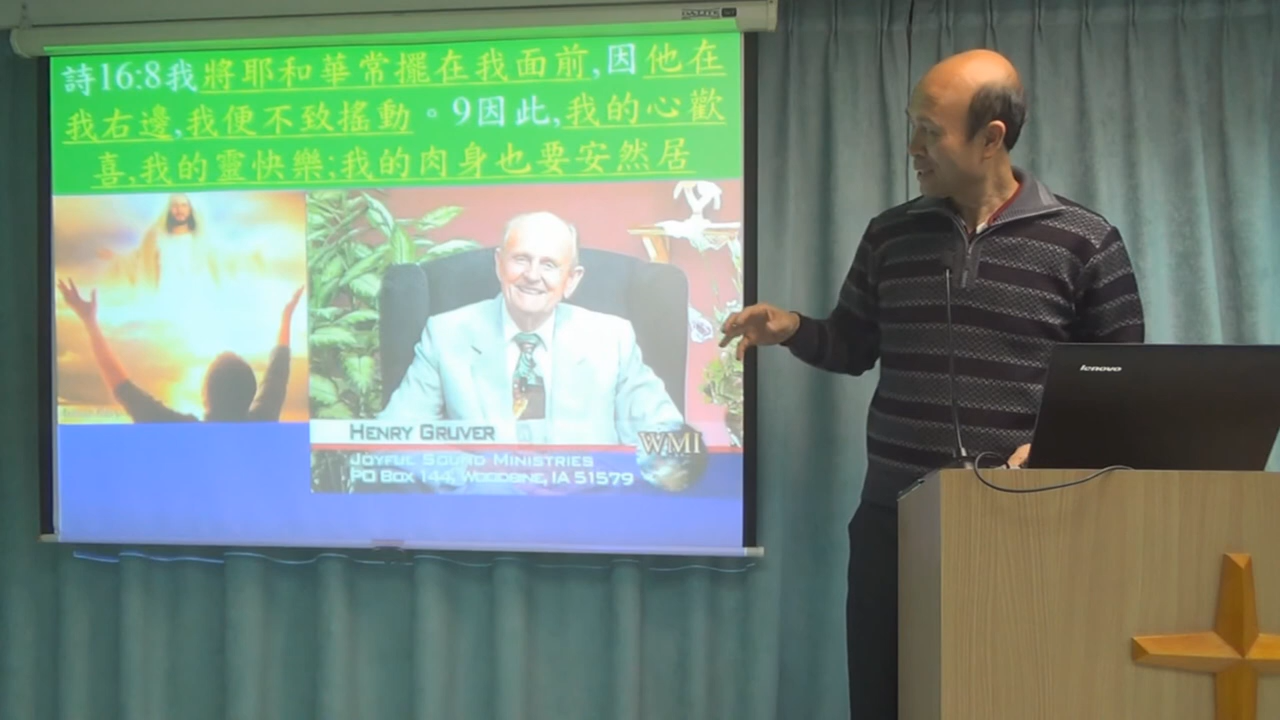 詩16:8我將耶和華常擺在我面前,因他在
我右邊,我便不致搖動。9因此,我的心歡
喜,我的靈快樂;我的肉身也要安然居
HENRY GRUVER
WMI
JOYFUL SOUND MINISTRIES
PO BOX 144, WOODBINE, IA 51579
lenovo